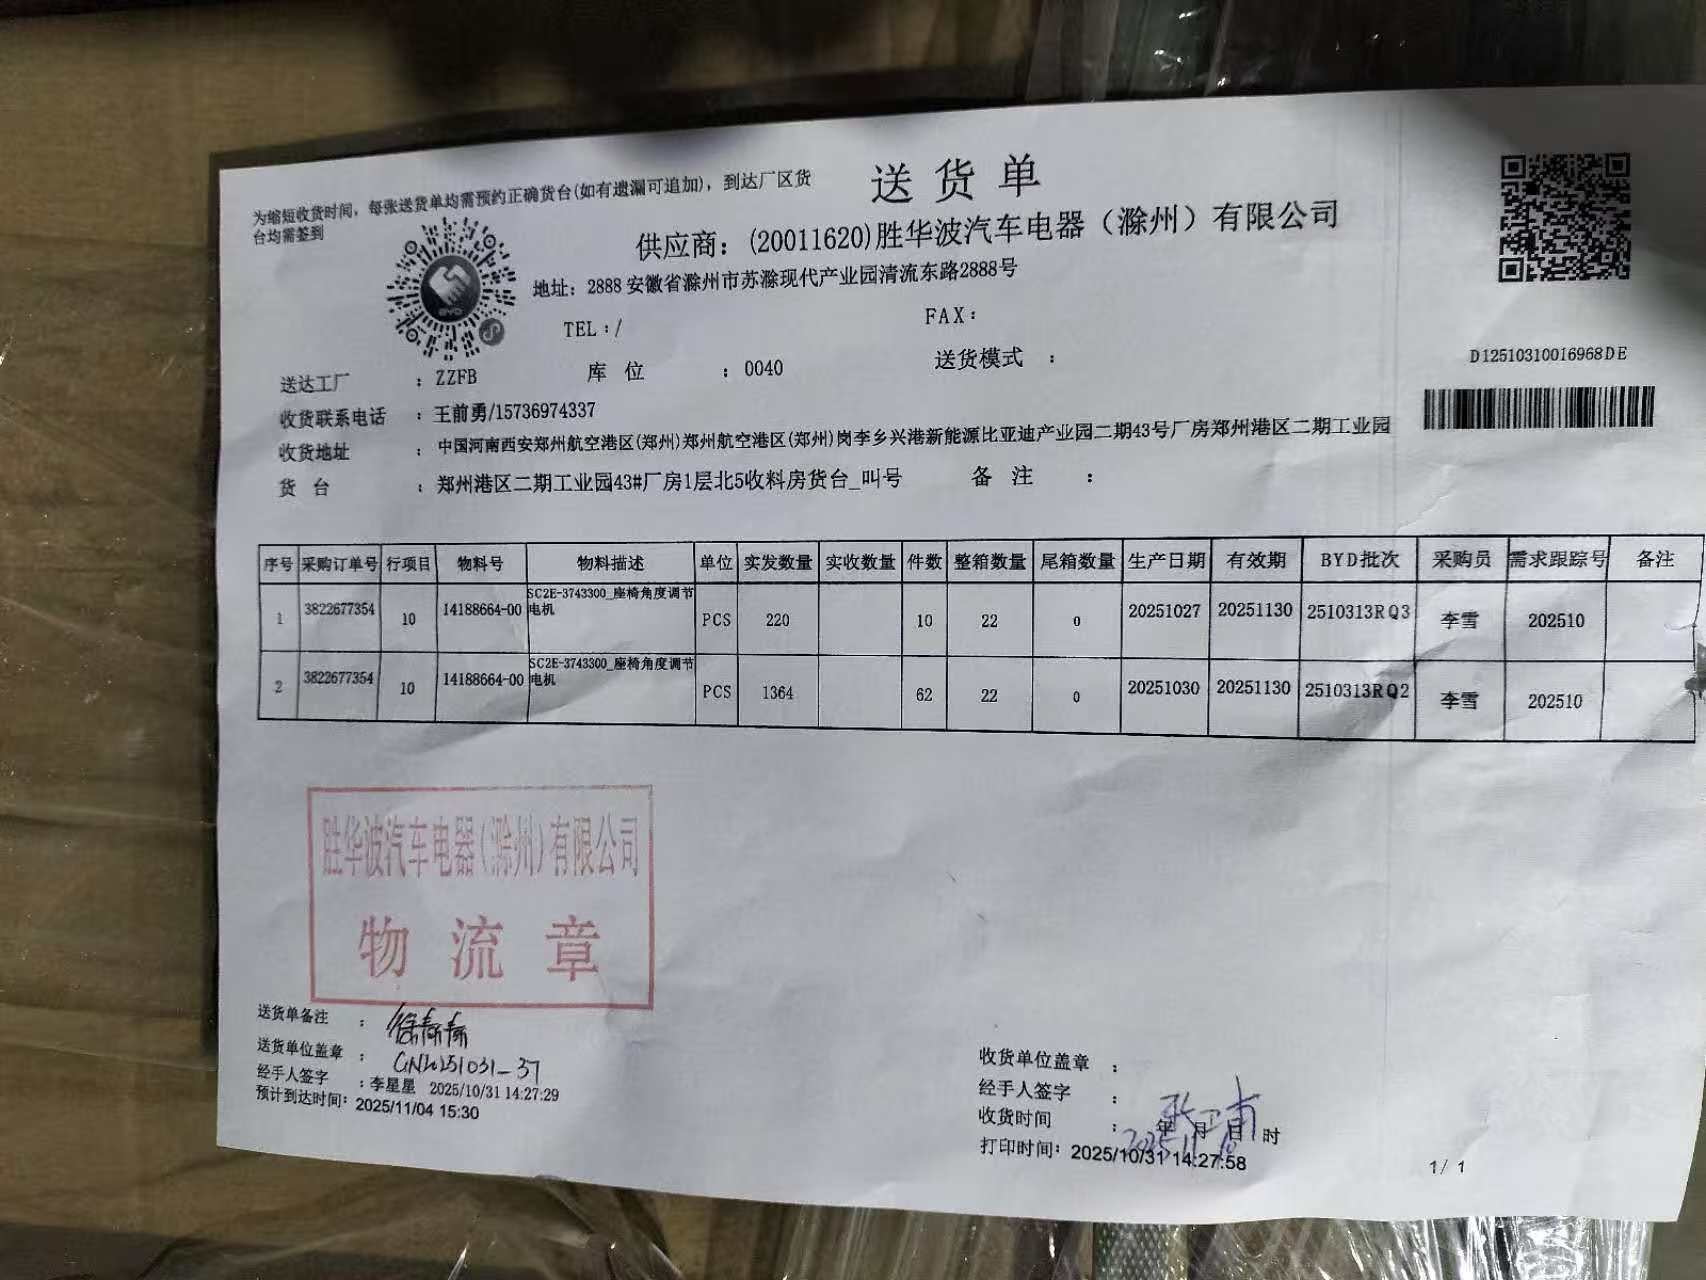 为缩短收货时间，每张送货单均需预约正确货台(如有遗漏可追加)，到达厂区货
台均需签到
送货单
供应商：(20011620)胜华波汽车电器（滁州）有限公司
地址：2888 安徽省滁州市苏滁现代产业园清流东路2888号
TEL：/ FAX：
BYD
D12510310016968DE
送达工厂 ：ZZFB 库 位 ：0040 送货模式 ：
收货联系电话 ：王前勇/15736974337
收货地址 ：中国河南西安郑州航空港区(郑州)郑州航空港区(郑州)岗李乡兴港新能源比亚迪产业园二期43号厂房郑州港区二期工业园
货 台 ：郑州港区二期工业园43#厂房1层北5收料房货台_叫号 备 注 ：
序号 采购订单号 行项目 物料号 物料描述 单位 实发数量 实收数量 件数 整箱数量 尾箱数量 生产日期 有效期 BYD批次 采购员 需求跟踪号 备注
1 3822677354 10 14188664-00 SC2E-3743300_座椅角度调节电机 PCS 220 10 22 0 20251027 20251130 2510313RQ3 李雪 202510
2 3822677354 10 14188664-00 SC2E-3743300_座椅角度调节电机 PCS 1364 62 22 0 20251030 20251130 2510313RQ2 李雪 202510
胜华波汽车电器(滁州)有限公司
物流章
送货单备注 ：
送货单位盖章 ：GN20251031-37
经手人签字 ：李星星 2025/10/31 14:27:29
预计到达时间：2025/11/04 15:30
收货单位盖章 ：
经手人签字 ：
收货时间 ： 年 月 日 时
打印时间：2025/10/31 14:27:58
1/ 1